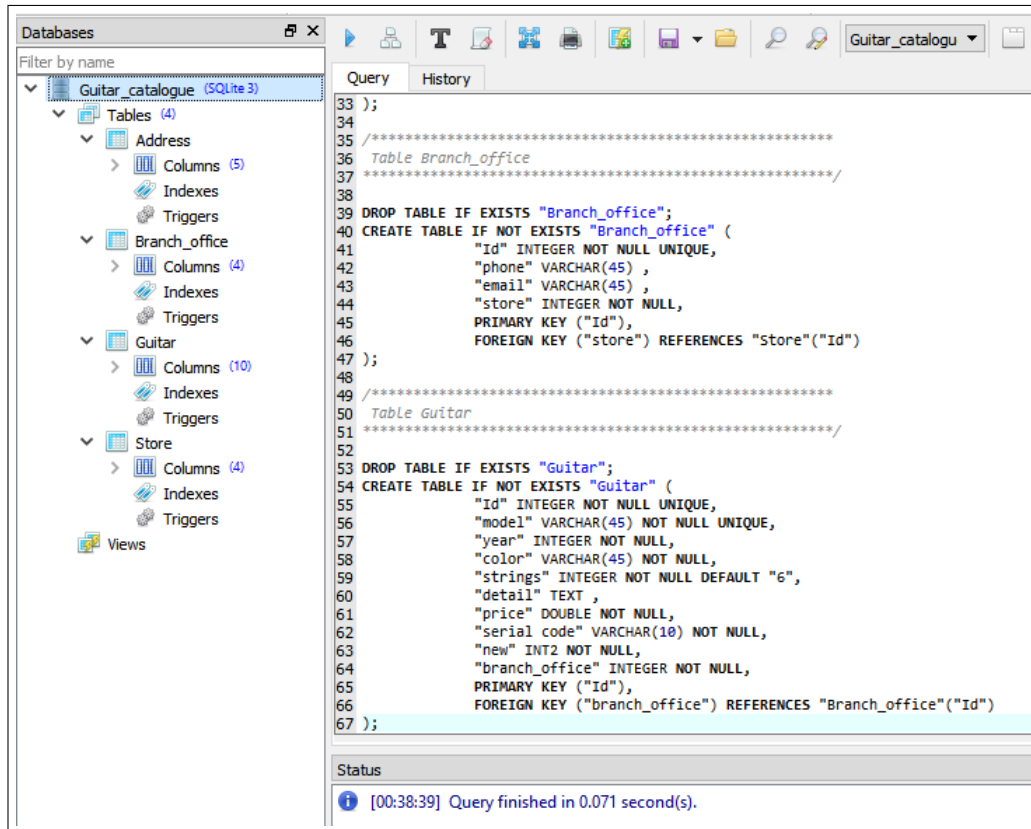 Databases
Filter by name
Guitar_catalogue (SQLite 3)
Tables (4)
Address
Columns (5)
Indexes
Triggers
Branch_office
Columns (4)
Indexes
Triggers
Guitar
Columns (10)
Indexes
Triggers
Store
Columns (4)
Indexes
Triggers
Views
Guitar_catalogu
Query History
33 );
34
35 /*********************************************************
36 Table Branch_office
37 *********************************************************/
38
39 DROP TABLE IF EXISTS "Branch_office";
40 CREATE TABLE IF NOT EXISTS "Branch_office" (
41 "Id" INTEGER NOT NULL UNIQUE,
42 "phone" VARCHAR(45) ,
43 "email" VARCHAR(45) ,
44 "store" INTEGER NOT NULL,
45 PRIMARY KEY ("Id"),
46 FOREIGN KEY ("store") REFERENCES "Store"("Id")
47 );
48
49 /*********************************************************
50 Table Guitar
51 *********************************************************/
52
53 DROP TABLE IF EXISTS "Guitar";
54 CREATE TABLE IF NOT EXISTS "Guitar" (
55 "Id" INTEGER NOT NULL UNIQUE,
56 "model" VARCHAR(45) NOT NULL UNIQUE,
57 "year" INTEGER NOT NULL,
58 "color" VARCHAR(45) NOT NULL,
59 "strings" INTEGER NOT NULL DEFAULT "6",
60 "detail" TEXT ,
61 "price" DOUBLE NOT NULL,
62 "serial code" VARCHAR(10) NOT NULL,
63 "new" INT2 NOT NULL,
64 "branch_office" INTEGER NOT NULL,
65 PRIMARY KEY ("Id"),
66 FOREIGN KEY ("branch_office") REFERENCES "Branch_office"("Id")
67 );
Status
[00:38:39] Query finished in 0.071 second(s).